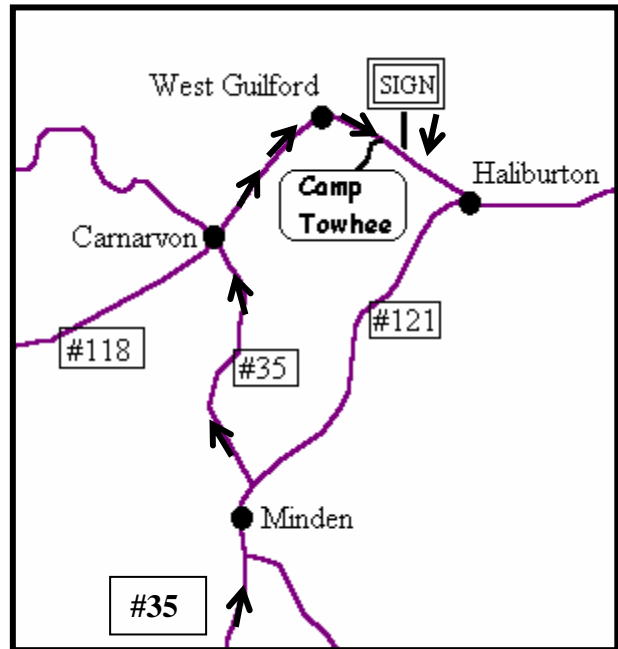 West Guilford
SIGN
Haliburton
Camp
Towhee
Carnarvon
#121
#118
#35
Minden
#35